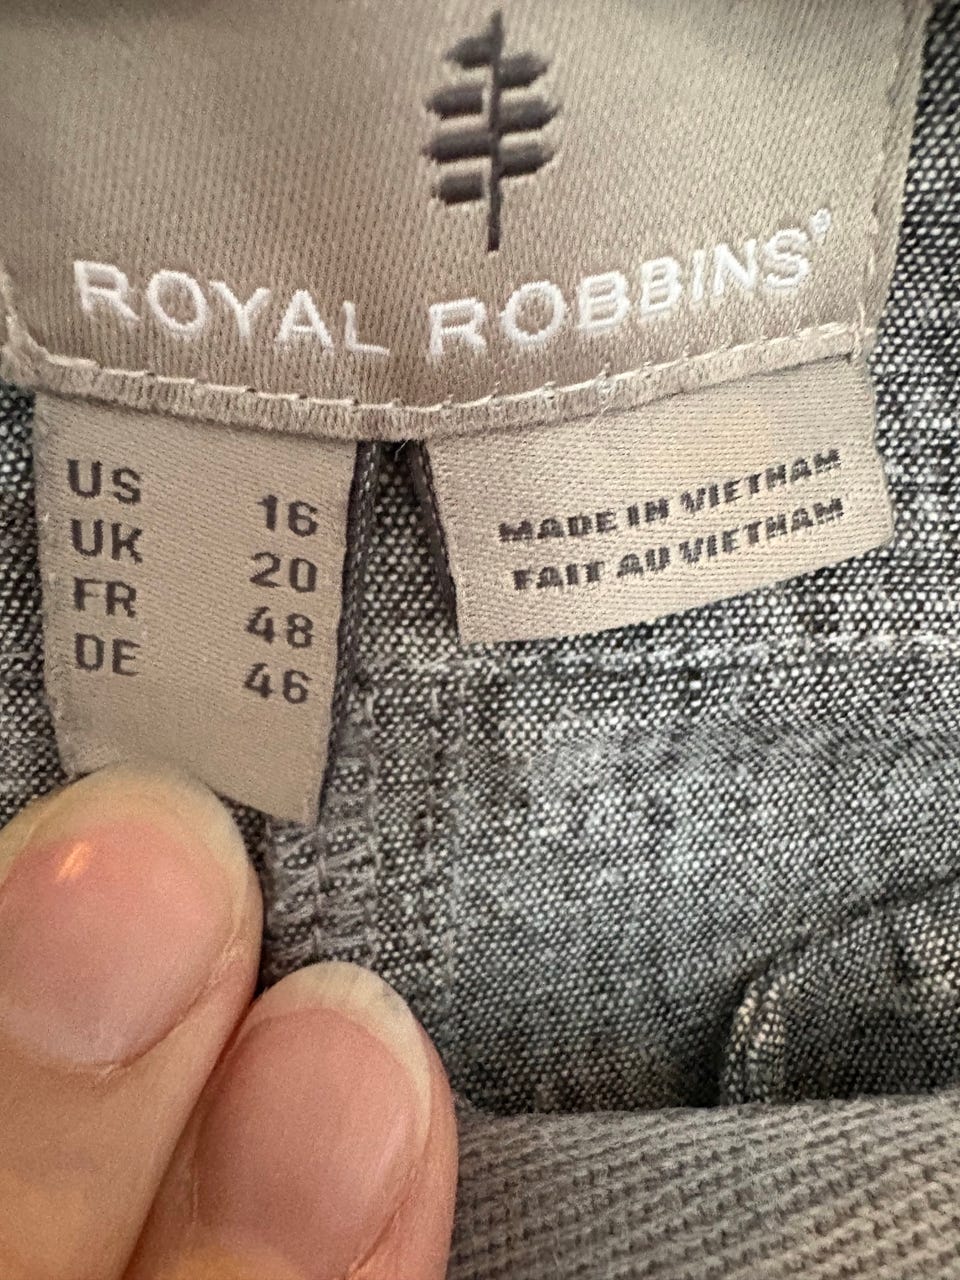 ROYAL ROBBINS®
US 16
UK 20
FR 48
DE 46
MADE IN VIETNAM
FAIT AU VIETNAM